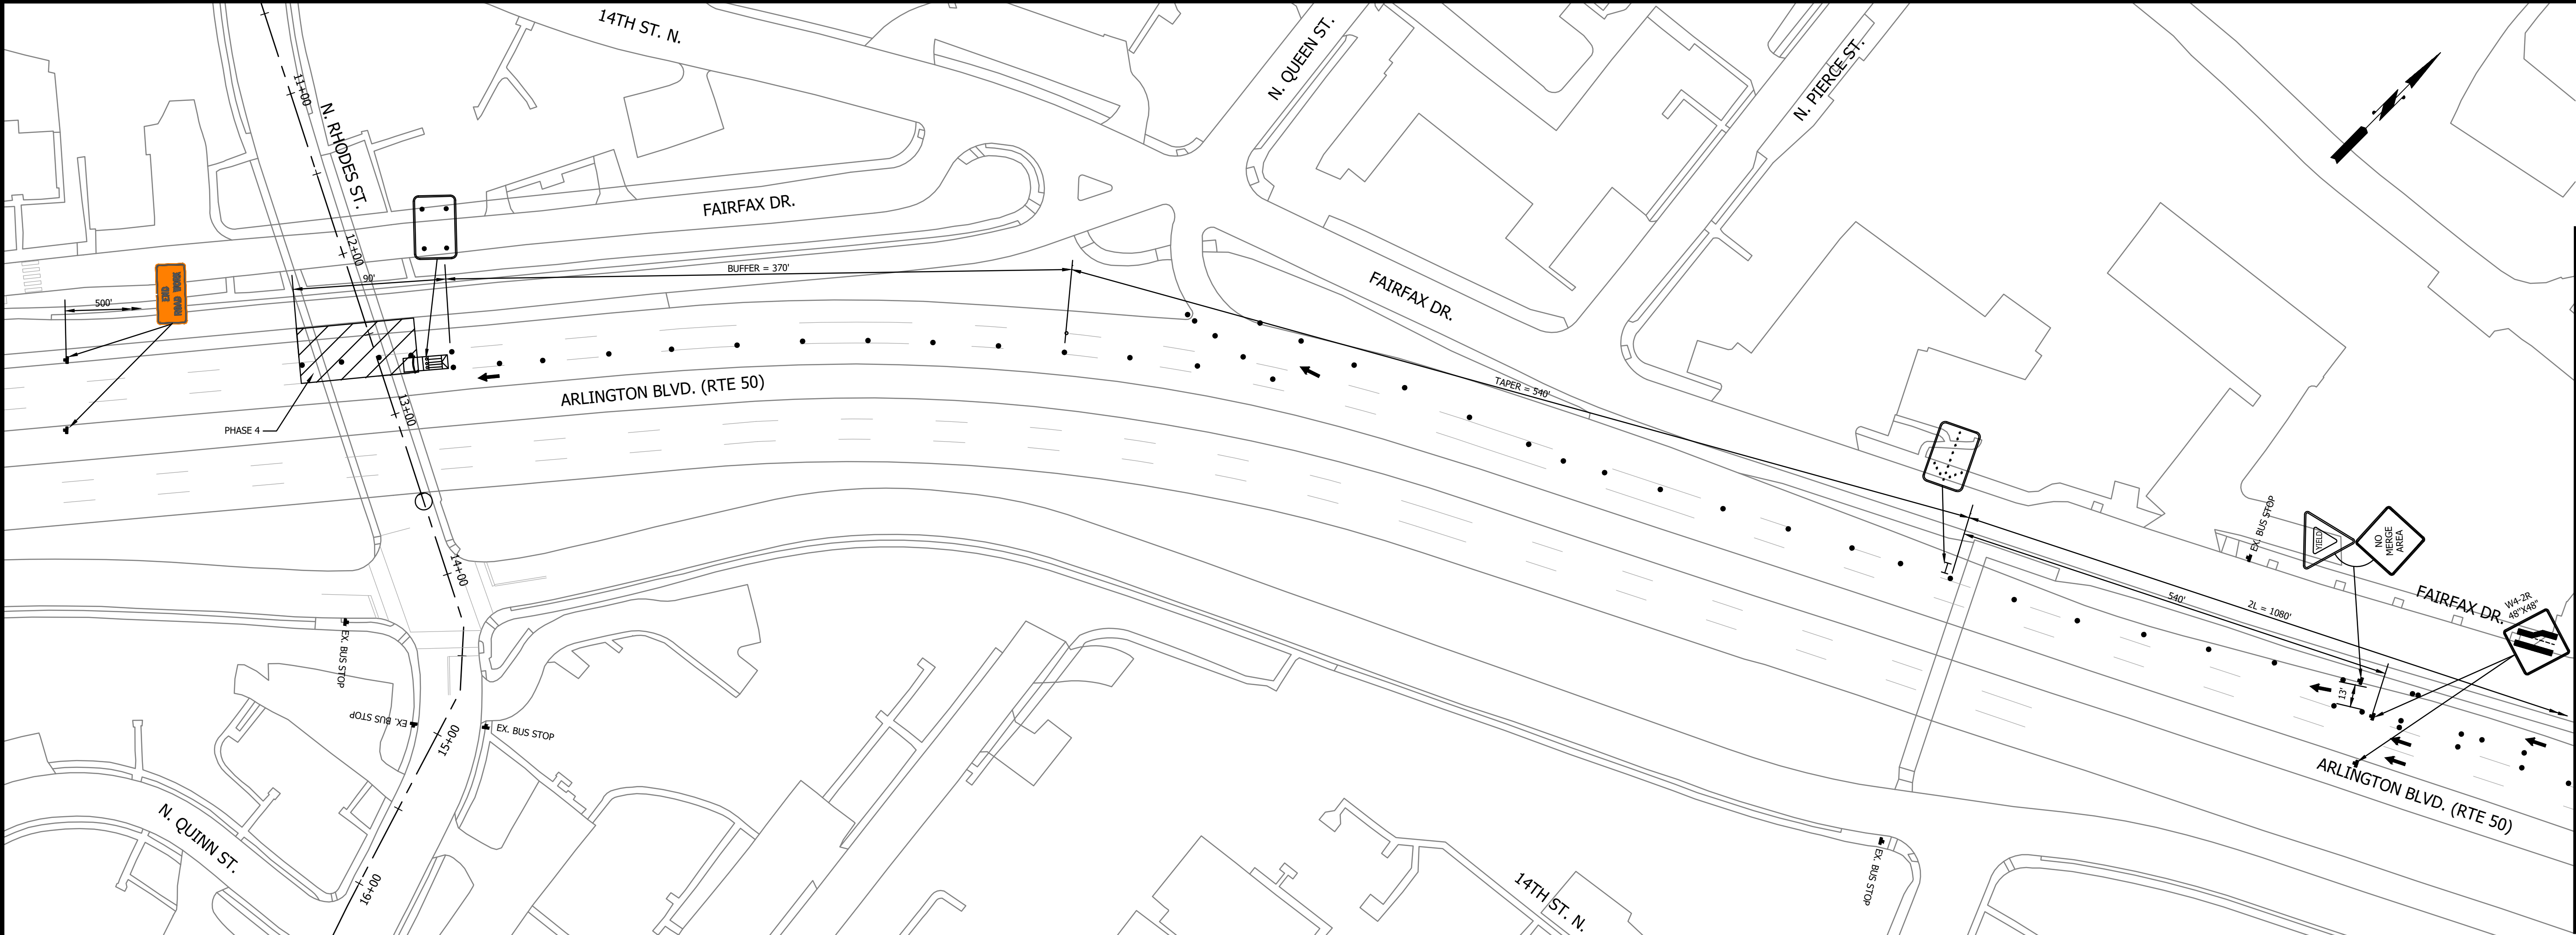 14TH ST. N.
N. QUEEN ST.
N. PIERCE ST.
N
11+00
N. RHODES ST.
FAIRFAX DR.
12+00
90'
BUFFER = 370'
500'
END
ROAD WORK
FAIRFAX DR.
TAPER = 540'
ARLINGTON BLVD. (RTE 50)
13+00
PHASE 4
14+00
EX. BUS STOP
YIELD
NO
MERGE
AREA
FAIRFAX DR.
W4-2R
48"X48"
540'
2L = 1080'
13'
ARLINGTON BLVD. (RTE 50)
EX. BUS STOP
EX. BUS STOP
EX. BUS STOP
15+00
N. QUINN ST.
16+00
14TH ST. N.
EX. BUS STOP